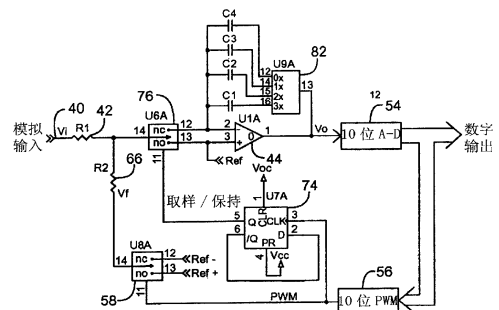 C4
C3
C2
C1
U9A
82
12 0x
14 1x
15 2x
16 3x
13
40
42
模拟
输入
Vi
R1
76
U6A
14
nc
no
12
13
11
U1A
2
3
0
1
44
Ref
Vo
12
54
10 位 A-D
数字
输出
R2
66
Vf
取样/保持
Vcc
1
U7A
74
5
6
Q
/Q
CLR
CLK
D
PR
3
2
4
Vcc
U8A
14
nc
no
12
13
11
58
Ref -
Ref +
PWM
56
10 位 PWM